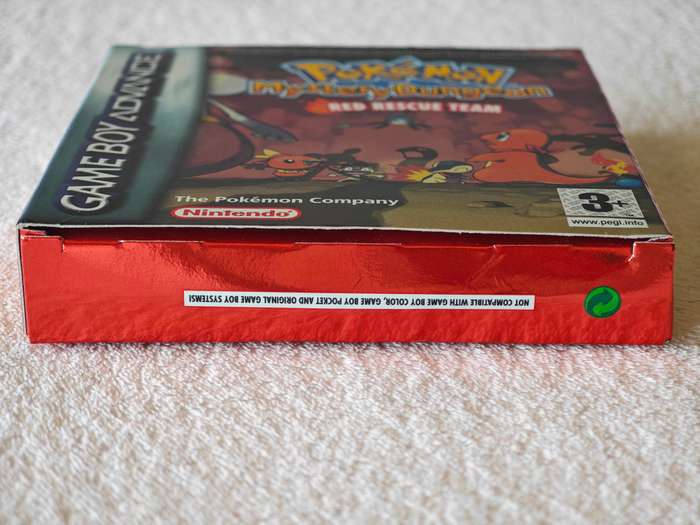 GAME BOY ADVANCE
POKéMON
Mystery Dungeon
RED RESCUE TEAM
The Pokémon Company
Nintendo
3+
www.pegi.info
NOT COMPATIBLE WITH GAME BOY COLOR, GAME BOY POCKET AND ORIGINAL GAME BOY SYSTEMS!